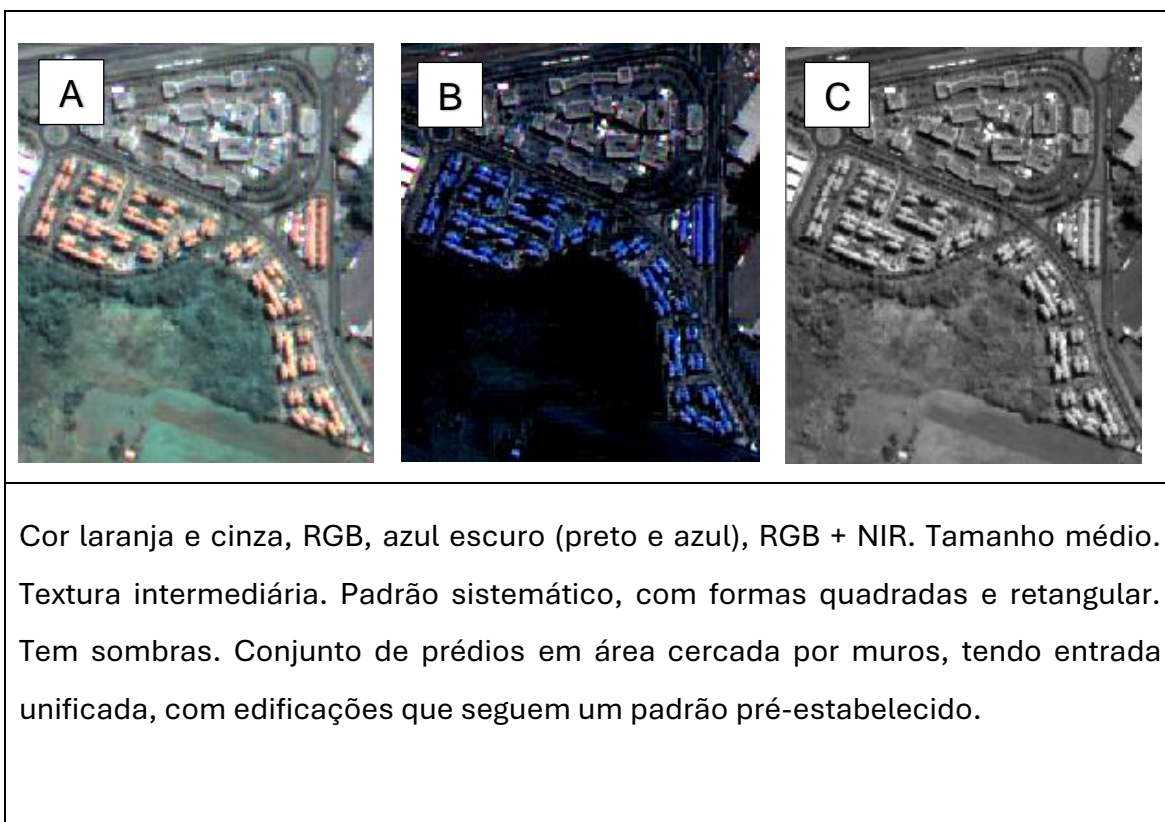 A
B
C
Cor laranja e cinza, RGB, azul escuro (preto e azul), RGB + NIR. Tamanho médio.
Textura intermediária. Padrão sistemático, com formas quadradas e retangular.
Tem sombras. Conjunto de prédios em área cercada por muros, tendo entrada
unificada, com edificações que seguem um padrão pré-estabelecido.